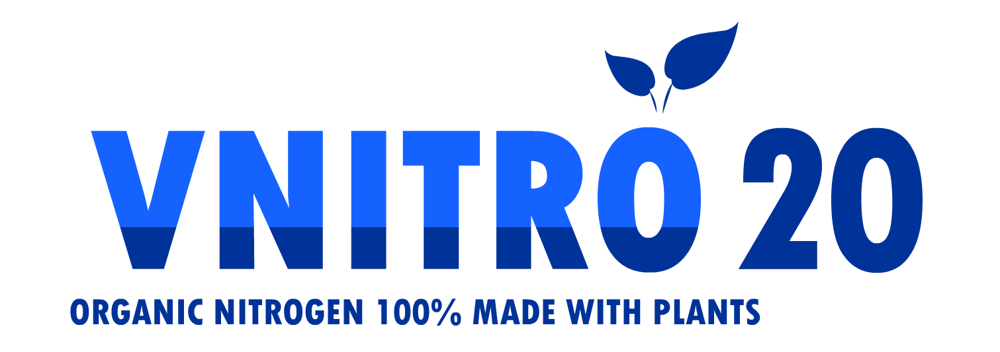 VNITRO 20
ORGANIC NITROGEN 100% MADE WITH PLANTS